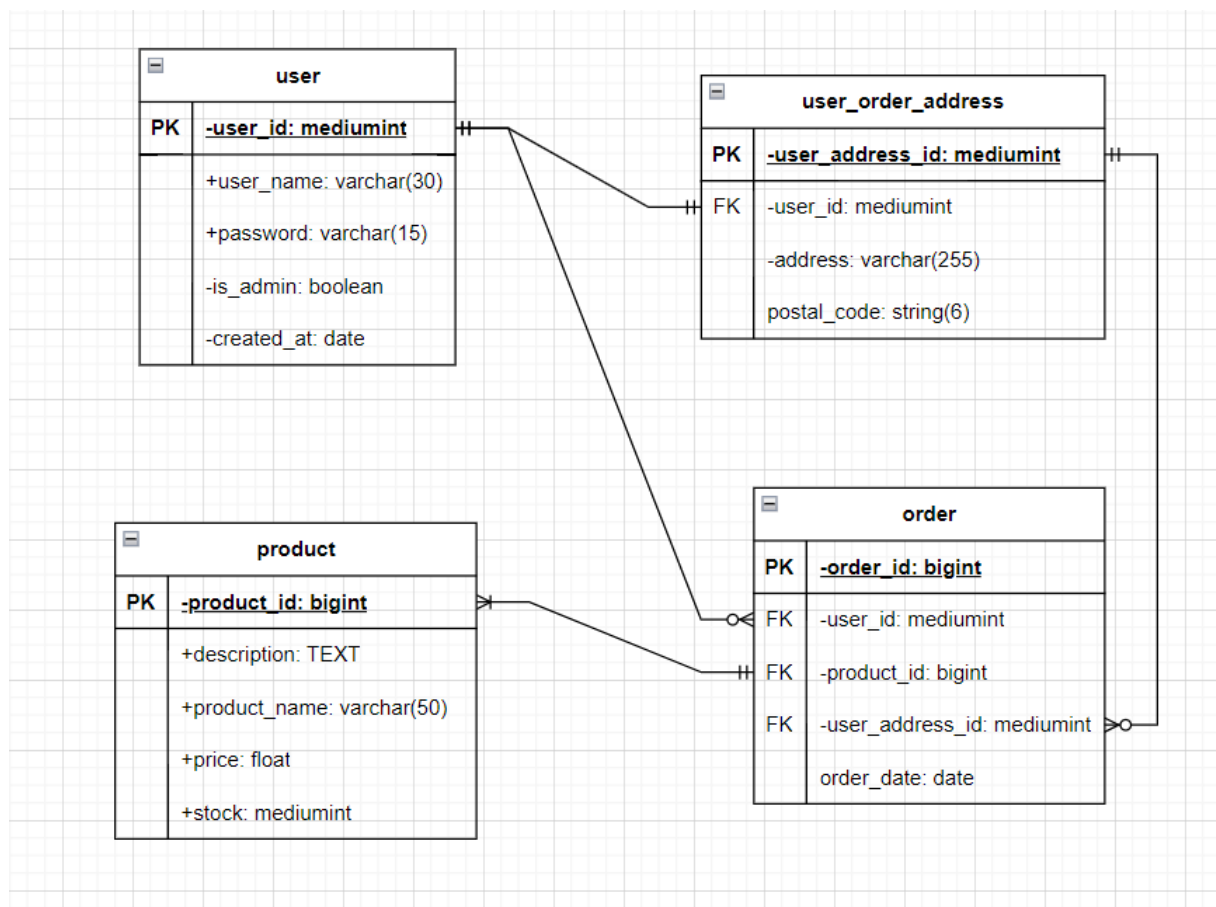 user
PK -user_id: mediumint
+user_name: varchar(30)
+password: varchar(15)
-is_admin: boolean
-created_at: date
user_order_address
PK -user_address_id: mediumint
FK -user_id: mediumint
-address: varchar(255)
postal_code: string(6)
product
PK -product_id: bigint
+description: TEXT
+product_name: varchar(50)
+price: float
+stock: mediumint
order
PK -order_id: bigint
FK -user_id: mediumint
FK -product_id: bigint
FK -user_address_id: mediumint
order_date: date